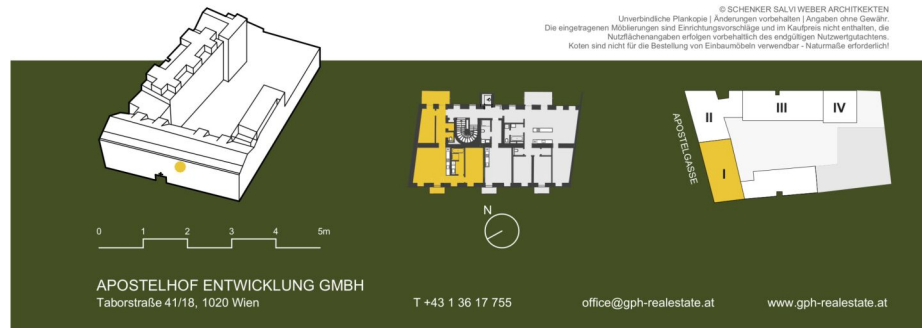 © SCHENKER SALVI WEBER ARCHITKEKTEN
Unverbindliche Plankopie | Änderungen vorbehalten | Angaben ohne Gewähr.
Die eingetragenen Möblierungen sind Einrichtungsvorschläge und im Kaufpreis nicht enthalten, die
Nutzflächenangaben erfolgen vorbehaltlich des endgültigen Nutzwertgutachtens.
Koten sind nicht für die Bestellung von Einbaumöbeln verwendbar - Naturmaße erforderlich!
II
III
IV
APOSTELGASSE
I
N
0 1 2 3 4 5m
APOSTELHOF ENTWICKLUNG GMBH
Taborstraße 41/18, 1020 Wien
T +43 1 36 17 755
office@gph-realestate.at
www.gph-realestate.at